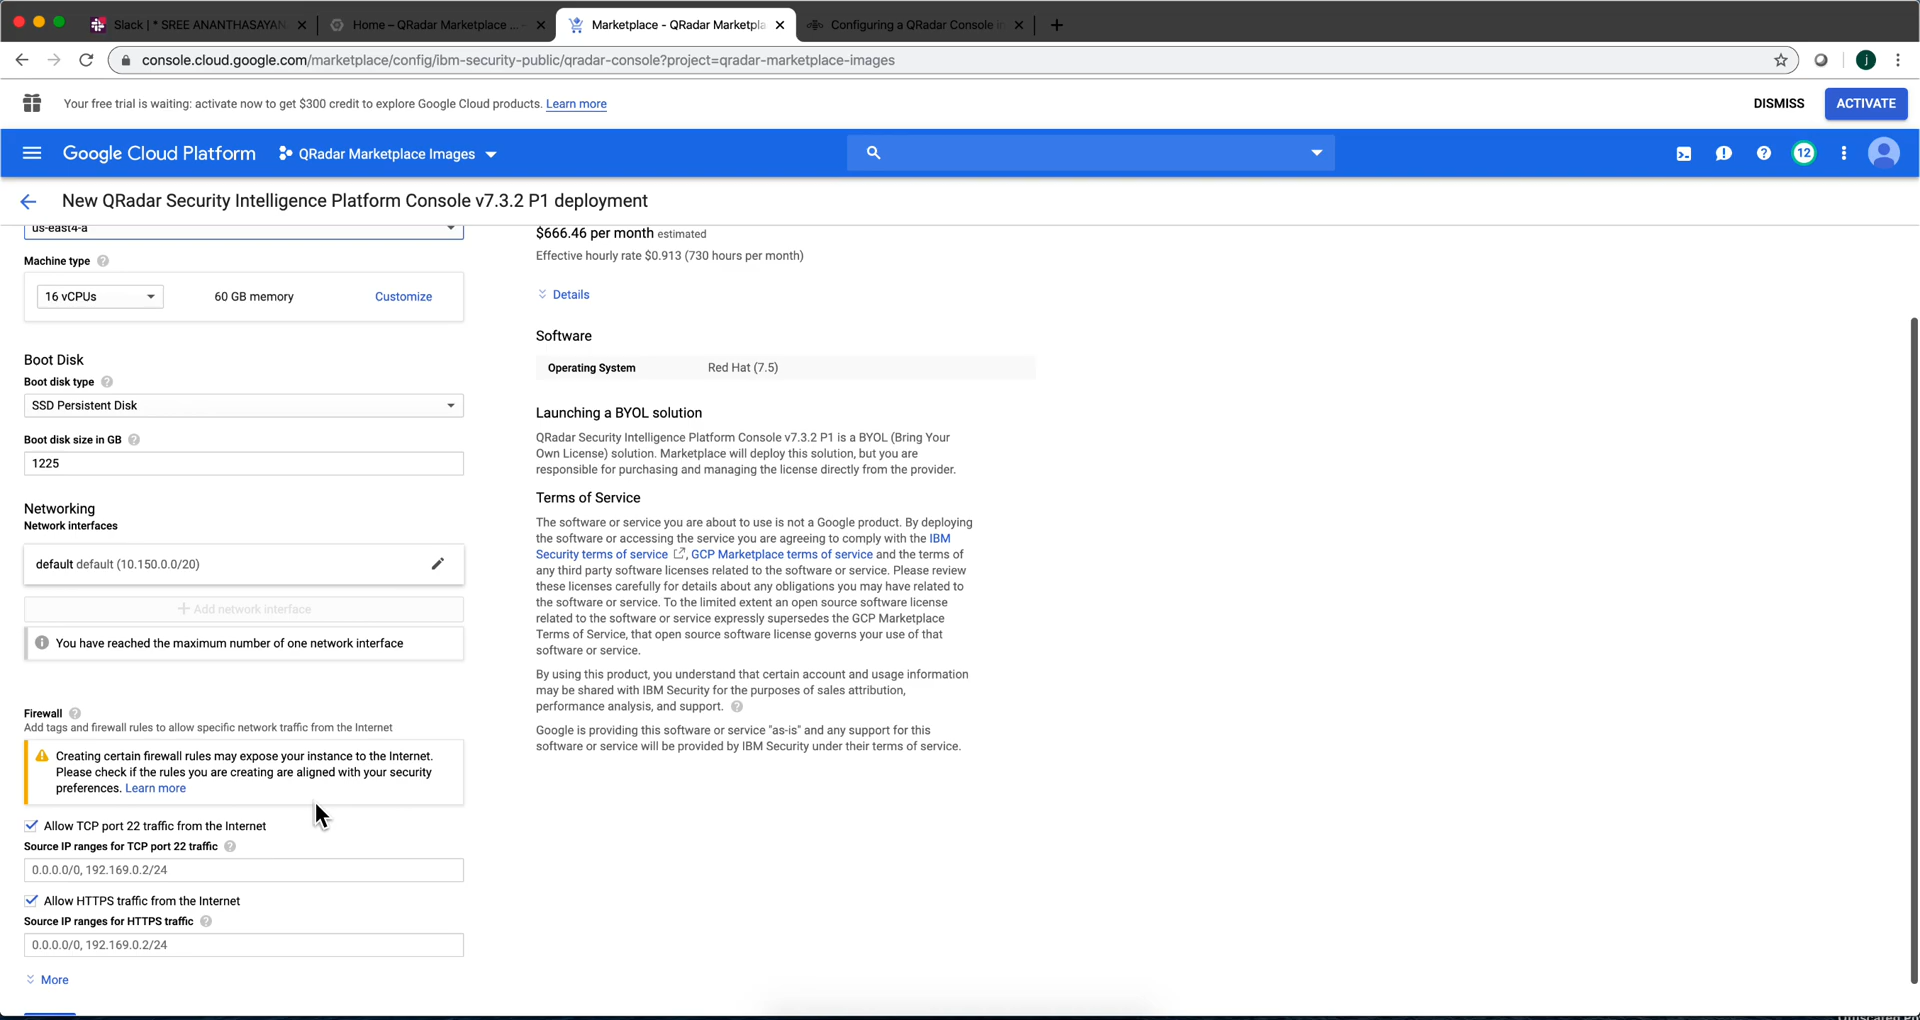 Slack | * SREE ANANTHASAYAN
Home – QRadar Marketplace ...
Marketplace - QRadar Marketpla
Configuring a QRadar Console in
console.cloud.google.com/marketplace/config/ibm-security-public/qradar-console?project=qradar-marketplace-images
j
Your free trial is waiting: activate now to get $300 credit to explore Google Cloud products. Learn more
DISMISS
ACTIVATE
Google Cloud Platform
QRadar Marketplace Images
12
New QRadar Security Intelligence Platform Console v7.3.2 P1 deployment
us-east4-a
Machine type
16 vCPUs
60 GB memory
Customize
Boot Disk
Boot disk type
SSD Persistent Disk
Boot disk size in GB
1225
Networking
Network interfaces
default default (10.150.0.0/20)
+ Add network interface
You have reached the maximum number of one network interface
Firewall
Add tags and firewall rules to allow specific network traffic from the Internet
Creating certain firewall rules may expose your instance to the Internet.
Please check if the rules you are creating are aligned with your security
preferences. Learn more
Allow TCP port 22 traffic from the Internet
Source IP ranges for TCP port 22 traffic
0.0.0.0/0, 192.169.0.2/24
Allow HTTPS traffic from the Internet
Source IP ranges for HTTPS traffic
0.0.0.0/0, 192.169.0.2/24
More
$666.46 per month estimated
Effective hourly rate $0.913 (730 hours per month)
Details
Software
Operating System
Red Hat (7.5)
Launching a BYOL solution
QRadar Security Intelligence Platform Console v7.3.2 P1 is a BYOL (Bring Your
Own License) solution. Marketplace will deploy this solution, but you are
responsible for purchasing and managing the license directly from the provider.
Terms of Service
The software or service you are about to use is not a Google product. By deploying
the software or accessing the service you are agreeing to comply with the IBM
Security terms of service , GCP Marketplace terms of service and the terms of
any third party software licenses related to the software or service. Please review
these licenses carefully for details about any obligations you may have related to
the software or service. To the limited extent an open source software license
related to the software or service expressly supersedes the GCP Marketplace
Terms of Service, that open source software license governs your use of that
software or service.
By using this product, you understand that certain account and usage information
may be shared with IBM Security for the purposes of sales attribution,
performance analysis, and support.
Google is providing this software or service "as-is" and any support for this
software or service will be provided by IBM Security under their terms of service.